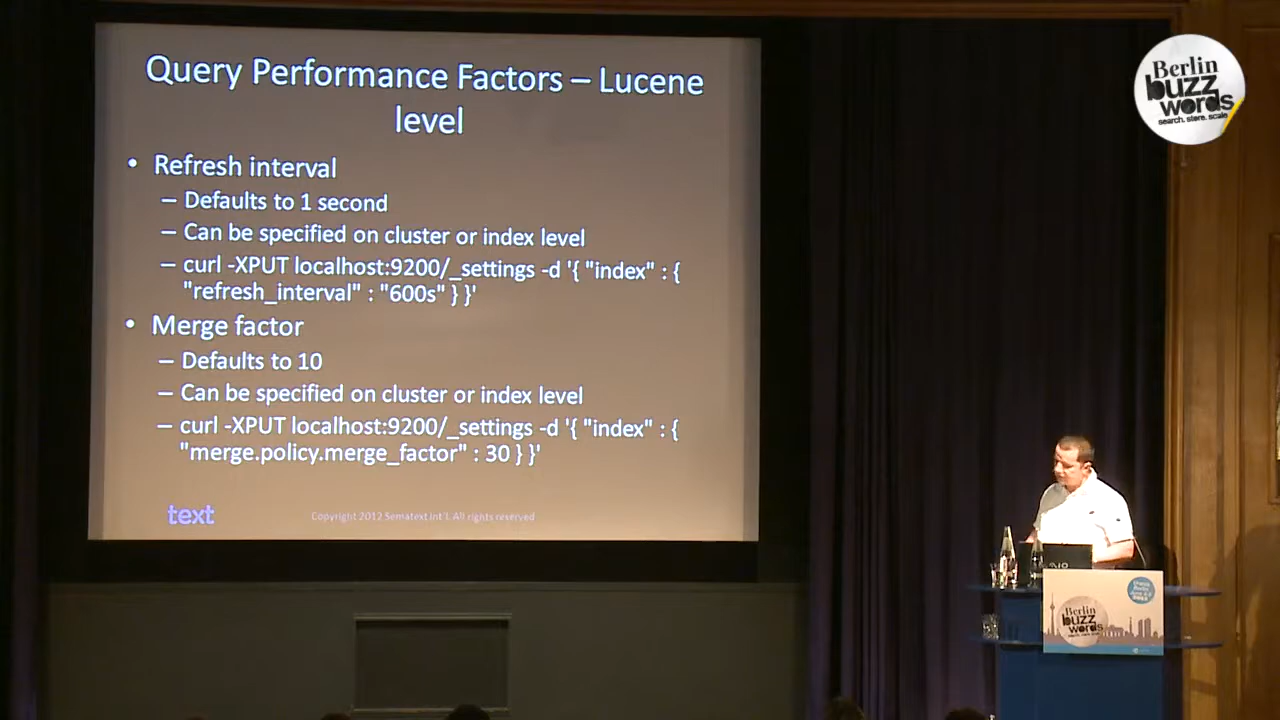 Query Performance Factors – Lucene
level
• Refresh interval
– Defaults to 1 second
– Can be specified on cluster or index level
– curl -XPUT localhost:9200/_settings -d '{ "index" : {
"refresh_interval" : "600s" } }'
• Merge factor
– Defaults to 10
– Can be specified on cluster or index level
– curl -XPUT localhost:9200/_settings -d '{ "index" : {
"merge.policy.merge_factor" : 30 } }'
text
Copyright 2012 Sematext Int'l. All rights reserved
Berlin
buzz
words
search. store. scale
Berlin
buzz
words